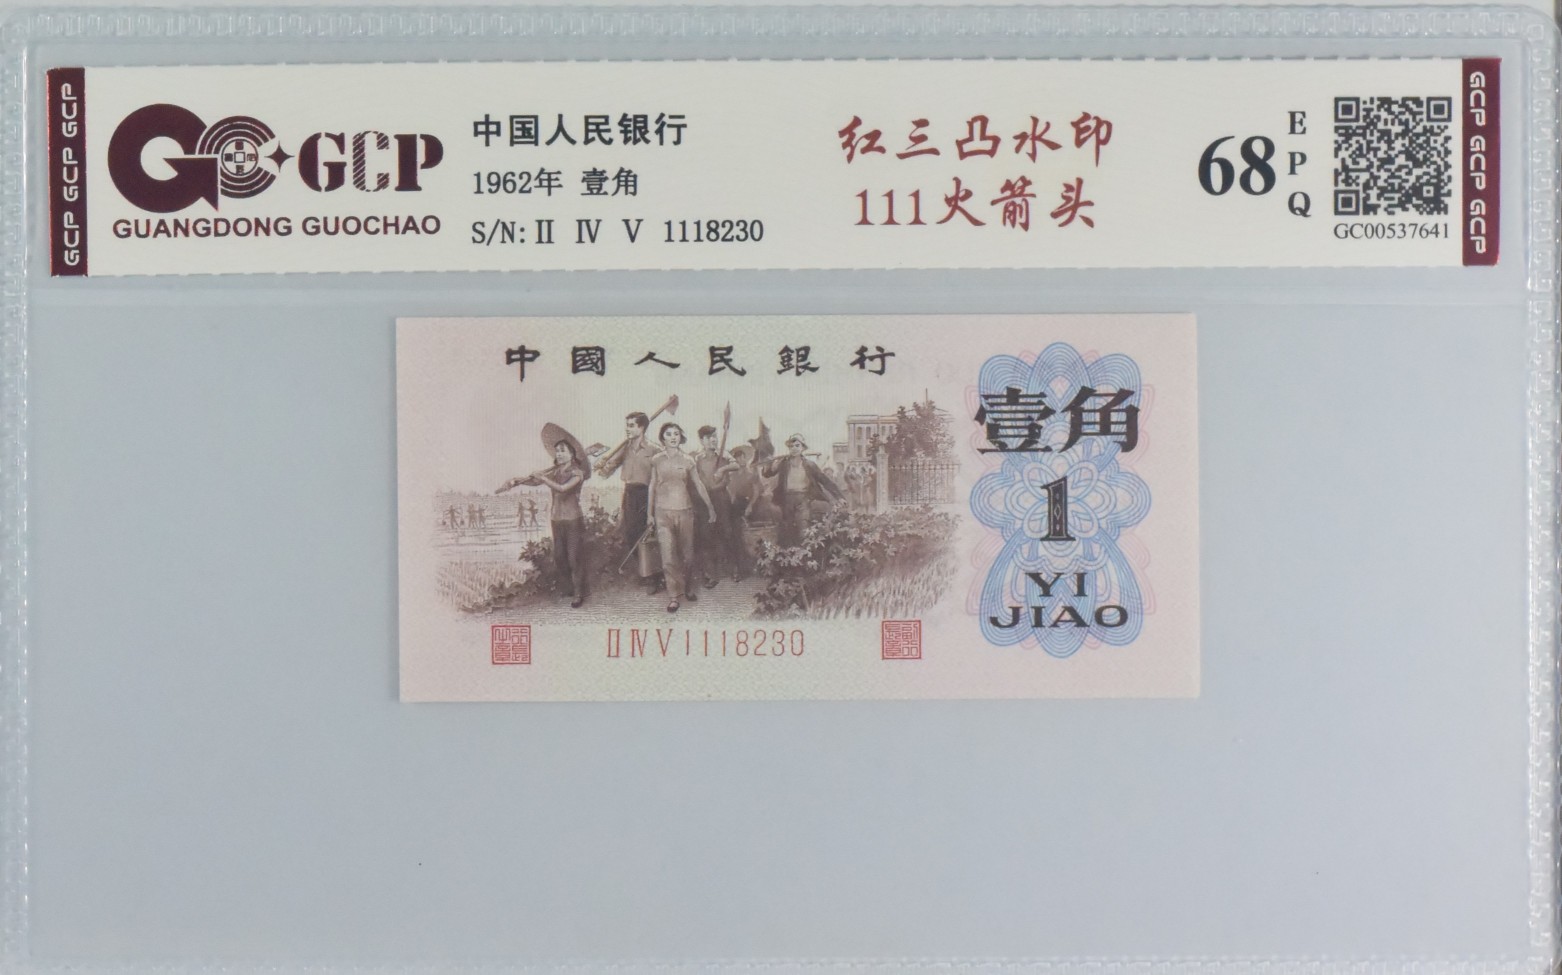 GCP GCP GCP
GCP
GUANGDONG GUOCHAO
中国人民银行
1962年 壹角
S/N: II IV V 1118230
红三凸水印
111火箭头
68
EPQ
GC00537641
GCP GCP GCP
中國人民銀行
壹角
1
YI
JIAO
II IV V 1118230